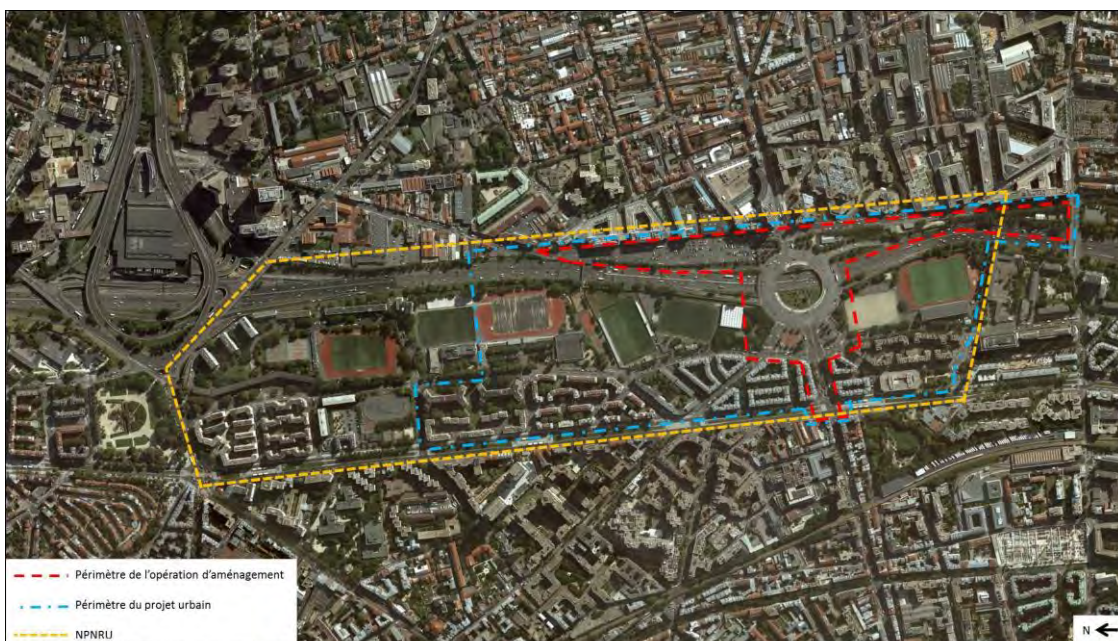 Périmètre de l'opération d'aménagement
Périmètre du projet urbain
NPNRU
N